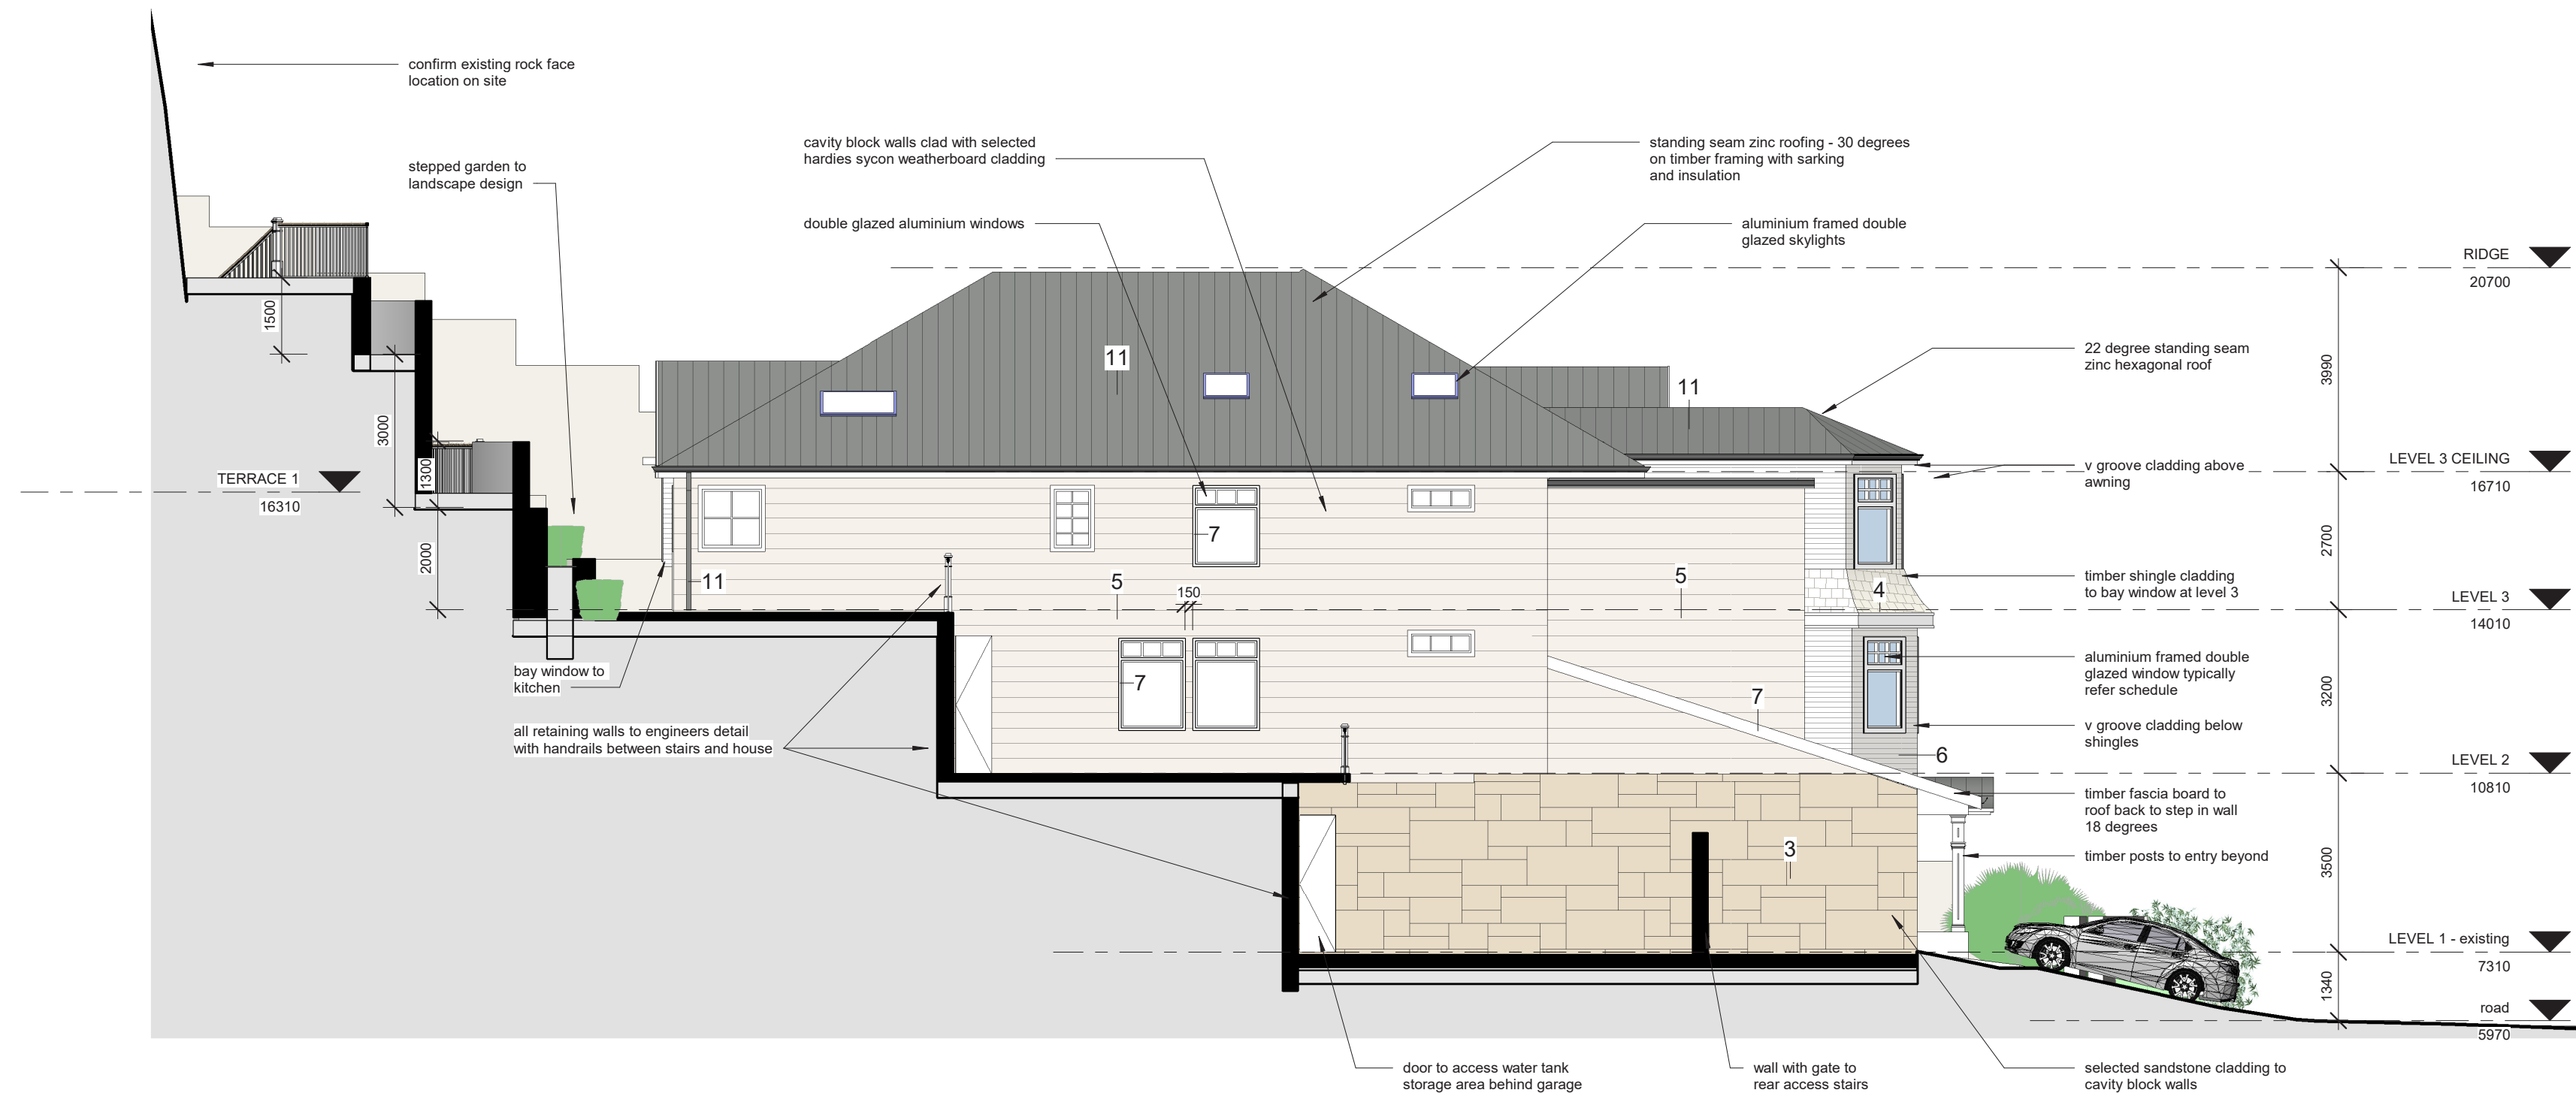 confirm existing rock face
location on site
stepped garden to
landscape design
cavity block walls clad with selected
hardies sycon weatherboard cladding
double glazed aluminium windows
standing seam zinc roofing - 30 degrees
on timber framing with sarking
and insulation
aluminium framed double
glazed skylights
RIDGE
20700
22 degree standing seam
zinc hexagonal roof
3990
1500
11
11
3000
1300
TERRACE 1
16310
LEVEL 3 CEILING
16710
v groove cladding above
awning
7
2000
2700
11
5
150
5
4
timber shingle cladding
to bay window at level 3
LEVEL 3
14010
bay window to
kitchen
7
7
aluminium framed double
glazed window typically
refer schedule
3200
all retaining walls to engineers detail
with handrails between stairs and house
v groove cladding below
shingles
6
LEVEL 2
10810
timber fascia board to
roof back to step in wall
18 degrees
3
timber posts to entry beyond
3500
LEVEL 1 - existing
7310
1340
road
5970
door to access water tank
storage area behind garage
wall with gate to
rear access stairs
selected sandstone cladding to
cavity block walls